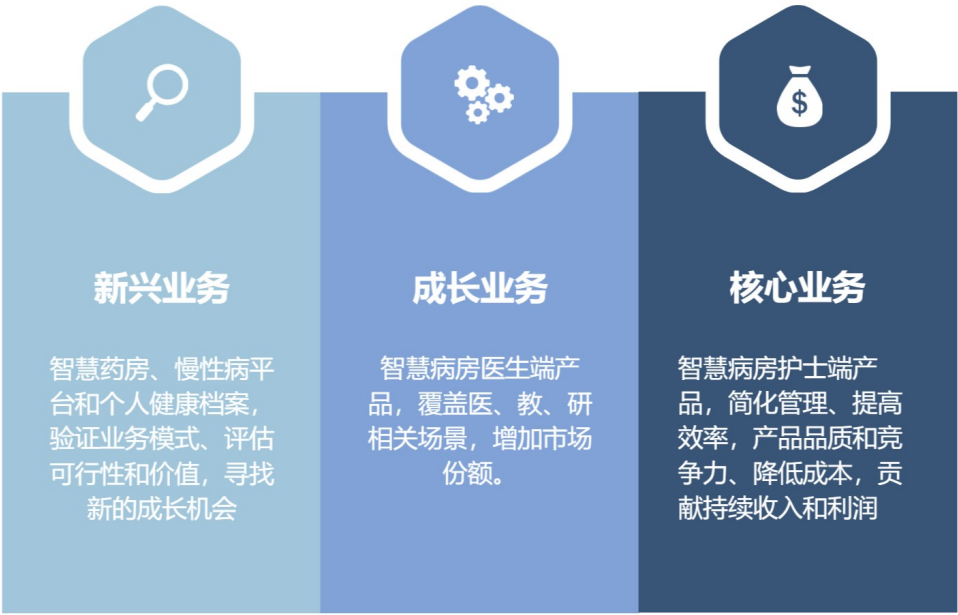 $
新兴业务
智慧药房、慢性病平
台和个人健康档案，
验证业务模式、评估
可行性和价值，寻找
新的成长机会
成长业务
智慧病房医生端产
品，覆盖医、教、研
相关场景，增加市场
份额。
核心业务
智慧病房护士端产
品，简化管理、提高
效率，产品品质和竞
争力、降低成本，贡
献持续收入和利润